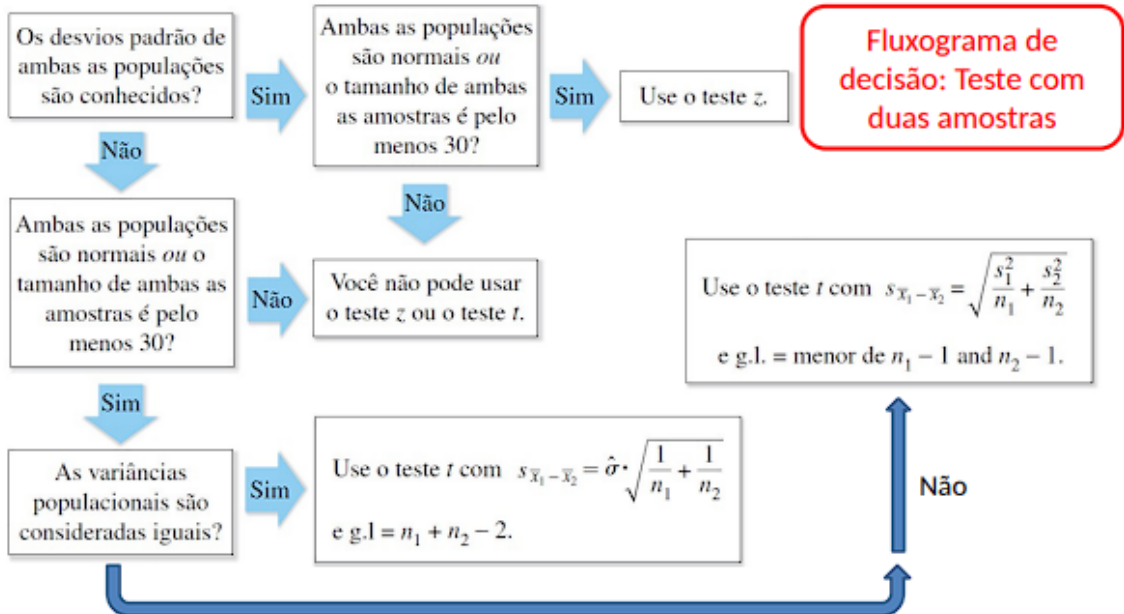 Os desvios padrão de
ambas as populações
são conhecidos?
Sim
Ambas as populações
são normais ou
o tamanho de ambas
as amostras é pelo
menos 30?
Sim
Use o teste z.
Fluxograma de
decisão: Teste com
duas amostras
Não
Não
Ambas as populações
são normais ou o
tamanho de ambas as
amostras é pelo
menos 30?
Não
Você não pode usar
o teste z ou o teste t.
Use o teste t com s_{x̄₁ − x̄₂} = √(s₁²/n₁ + s₂²/n₂)
e g.l. = menor de n₁ − 1 and n₂ − 1.
Sim
As variâncias
populacionais são
consideradas iguais?
Sim
Use o teste t com s_{x̄₁ − x̄₂} = σ̂ · √(1/n₁ + 1/n₂)
e g.l = n₁ + n₂ − 2.
Não